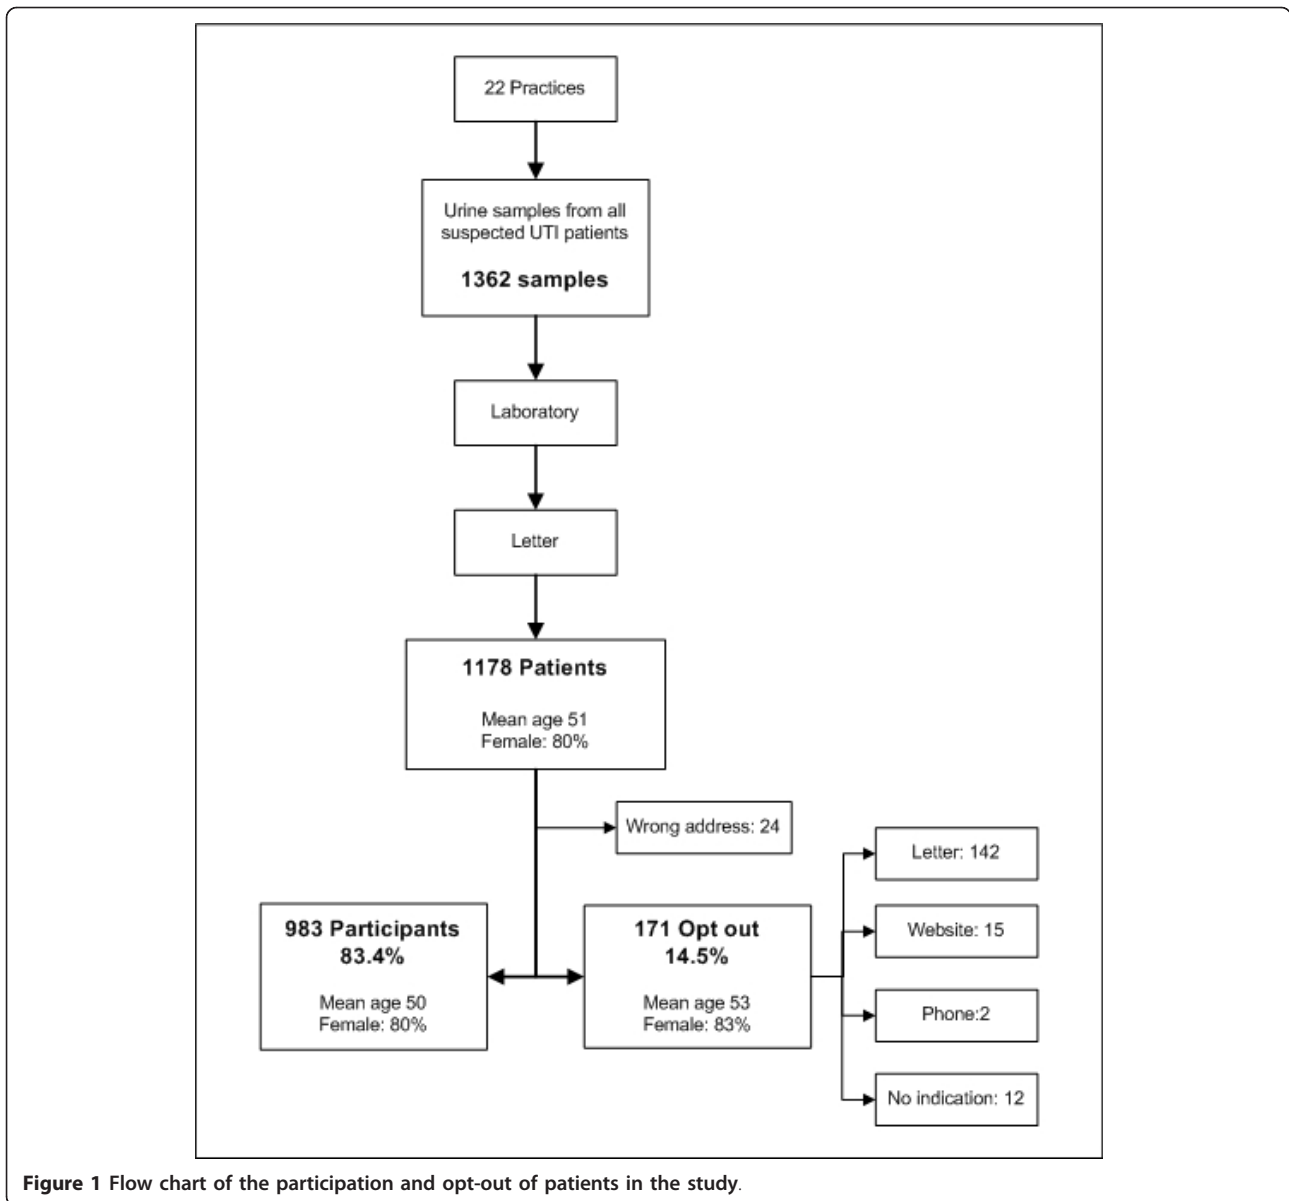 22 Practices
Urine samples from all
suspected UTI patients
1362 samples
Laboratory
Letter
1178 Patients
Mean age 51
Female: 80%
Wrong address: 24
983 Participants
83.4%
Mean age 50
Female: 80%
171 Opt out
14.5%
Mean age 53
Female: 83%
Letter: 142
Website: 15
Phone:2
No indication: 12
Figure 1 Flow chart of the participation and opt-out of patients in the study.